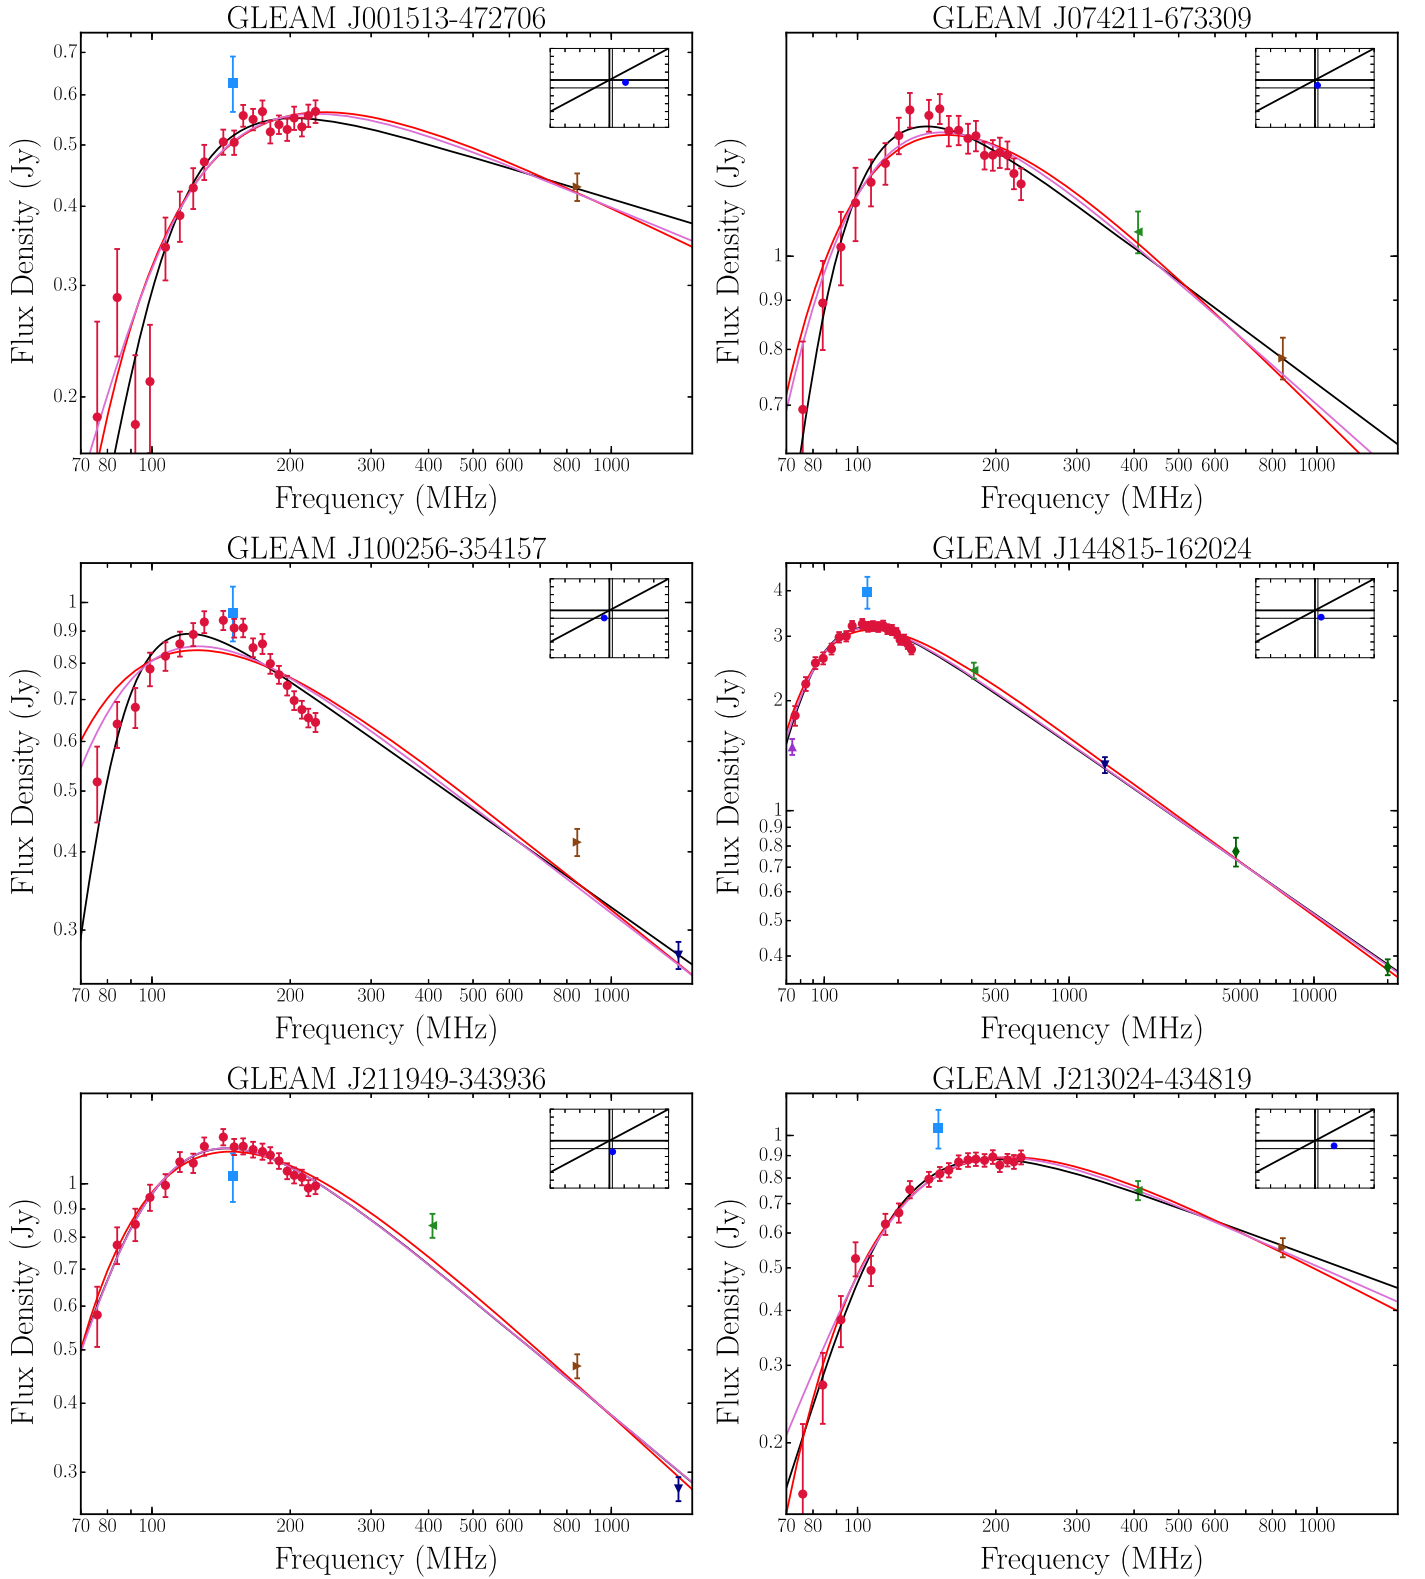 GLEAM J001513-472706
Flux Density (Jy)
0.7
0.6
0.5
0.4
0.3
0.2
70 80 100 200 300 400 500 600 800 1000
Frequency (MHz)
GLEAM J074211-673309
Flux Density (Jy)
1
0.9
0.8
0.7
70 80 100 200 300 400 500 600 800 1000
Frequency (MHz)
GLEAM J100256-354157
Flux Density (Jy)
1
0.9
0.8
0.7
0.6
0.5
0.4
0.3
70 80 100 200 300 400 500 600 800 1000
Frequency (MHz)
GLEAM J144815-162024
Flux Density (Jy)
4
3
2
1
0.9
0.8
0.7
0.6
0.5
0.4
70 100 500 1000 5000 10000
Frequency (MHz)
GLEAM J211949-343936
Flux Density (Jy)
1
0.9
0.8
0.7
0.6
0.5
0.4
0.3
70 80 100 200 300 400 500 600 800 1000
Frequency (MHz)
GLEAM J213024-434819
Flux Density (Jy)
1
0.9
0.8
0.7
0.6
0.5
0.4
0.3
0.2
70 80 100 200 300 400 500 600 800 1000
Frequency (MHz)